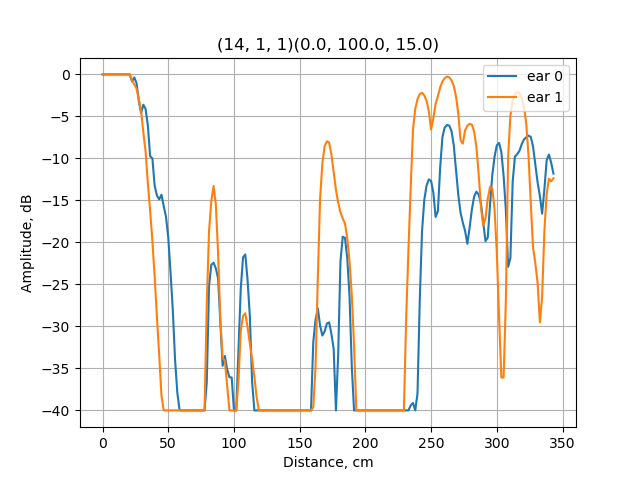 (14, 1, 1)(0.0, 100.0, 15.0)
ear 0
ear 1
Amplitude, dB
0
−5
−10
−15
−20
−25
−30
−35
−40
0 50 100 150 200 250 300 350
Distance, cm